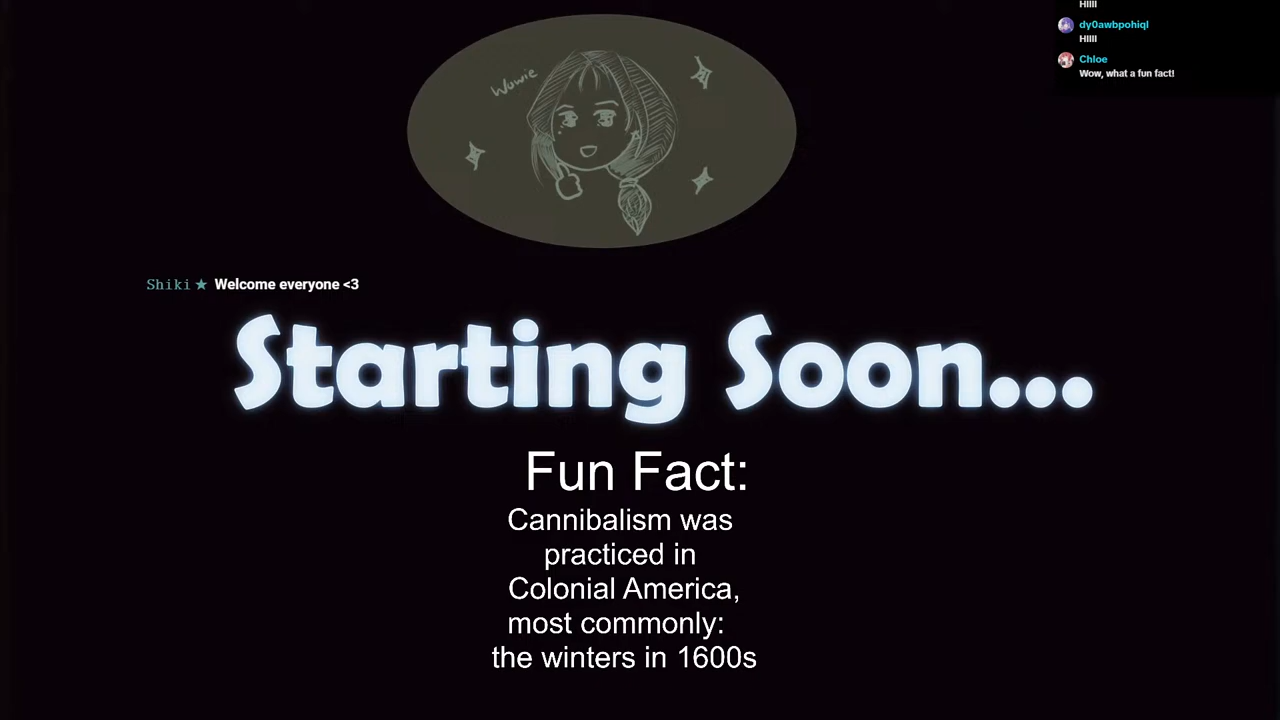 HIIII
dy0awbpohiql
HIIII
Chloe
Wow, what a fun fact!
Wowie
Shiki ★ Welcome everyone <3
Starting Soon...
Fun Fact:
Cannibalism was
practiced in
Colonial America,
most commonly:
the winters in 1600s